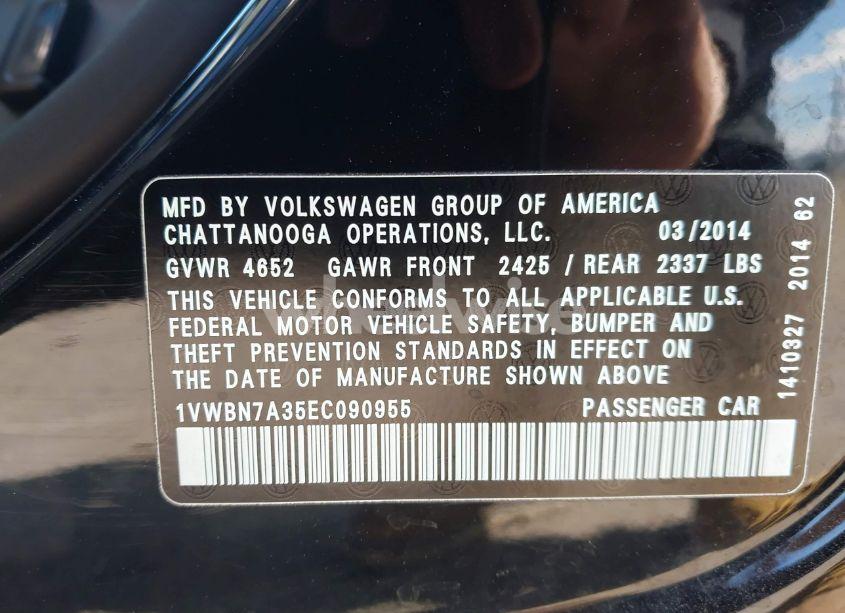 MFD BY VOLKSWAGEN GROUP OF AMERICA
CHATTANOOGA OPERATIONS, LLC. 03/2014
GVWR 4652 GAWR FRONT 2425 / REAR 2337 LBS
THIS VEHICLE CONFORMS TO ALL APPLICABLE U.S.
FEDERAL MOTOR VEHICLE SAFETY, BUMPER AND
THEFT PREVENTION STANDARDS IN EFFECT ON
THE DATE OF MANUFACTURE SHOWN ABOVE
1VWBN7A35EC090955 PASSENGER CAR
1410327 2014 62